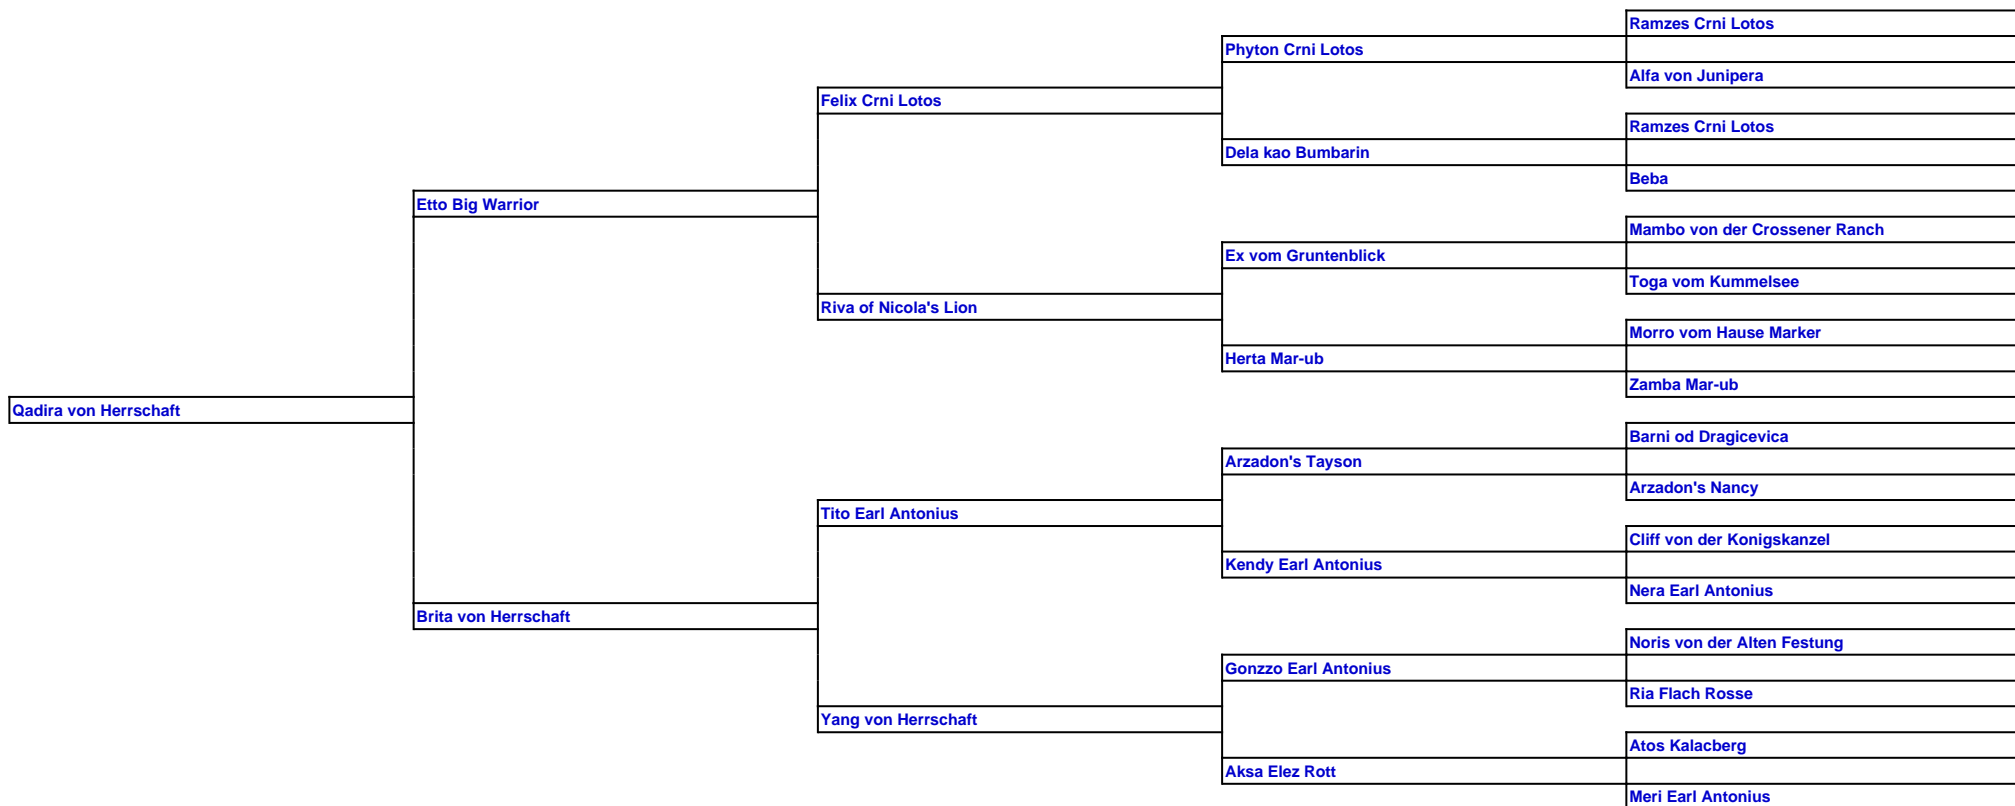 Ramzes Crni Lotos
Phyton Crni Lotos
Alfa von Junipera
Felix Crni Lotos
Ramzes Crni Lotos
Dela kao Bumbarin
Beba
Etto Big Warrior
Mambo von der Crossener Ranch
Ex vom Gruntenblick
Toga vom Kummelsee
Riva of Nicola's Lion
Morro vom Hause Marker
Herta Mar-ub
Zamba Mar-ub
Qadira von Herrschaft
Barni od Dragicevica
Arzadon's Tayson
Arzadon's Nancy
Tito Earl Antonius
Cliff von der Konigskanzel
Kendy Earl Antonius
Nera Earl Antonius
Brita von Herrschaft
Noris von der Alten Festung
Gonzzo Earl Antonius
Ria Flach Rosse
Yang von Herrschaft
Atos Kalacberg
Aksa Elez Rott
Meri Earl Antonius